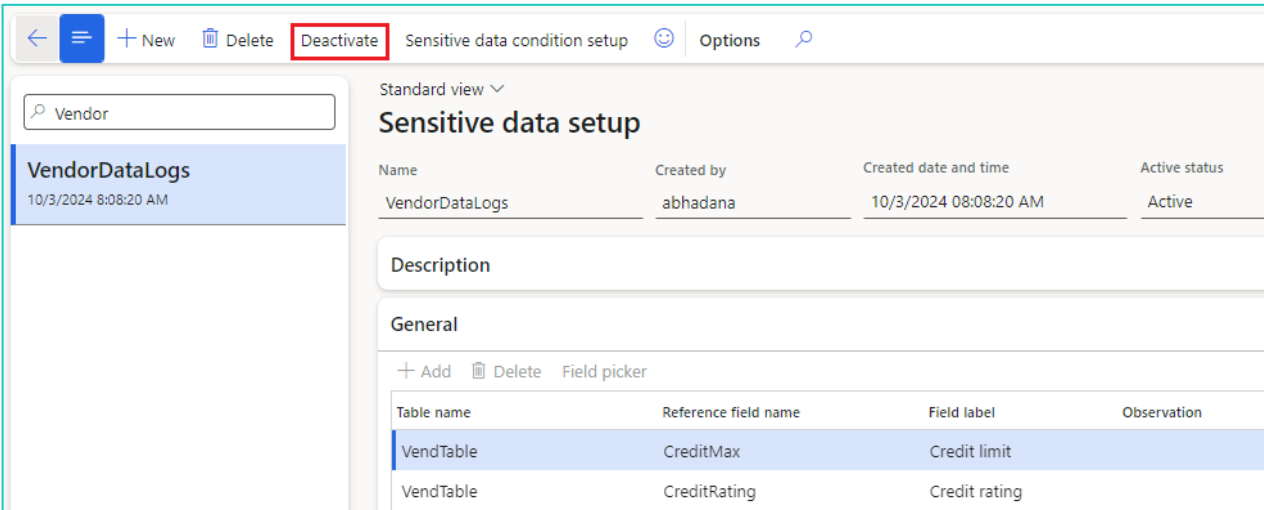 New Delete Deactivate Sensitive data condition setup Options
Vendor
VendorDataLogs
10/3/2024 8:08:20 AM
Standard view
Sensitive data setup
Name Created by Created date and time Active status
VendorDataLogs abhadana 10/3/2024 08:08:20 AM Active
Description
General
Add Delete Field picker
Table name Reference field name Field label Observation
VendTable CreditMax Credit limit
VendTable CreditRating Credit rating